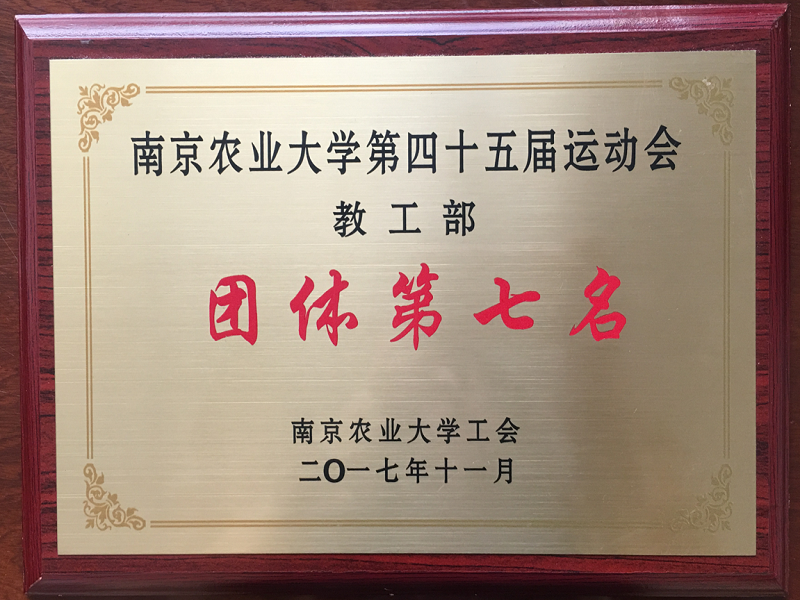 南京农业大学第四十五届运动会
教工部
团体第七名
南京农业大学工会
二〇一七年十一月